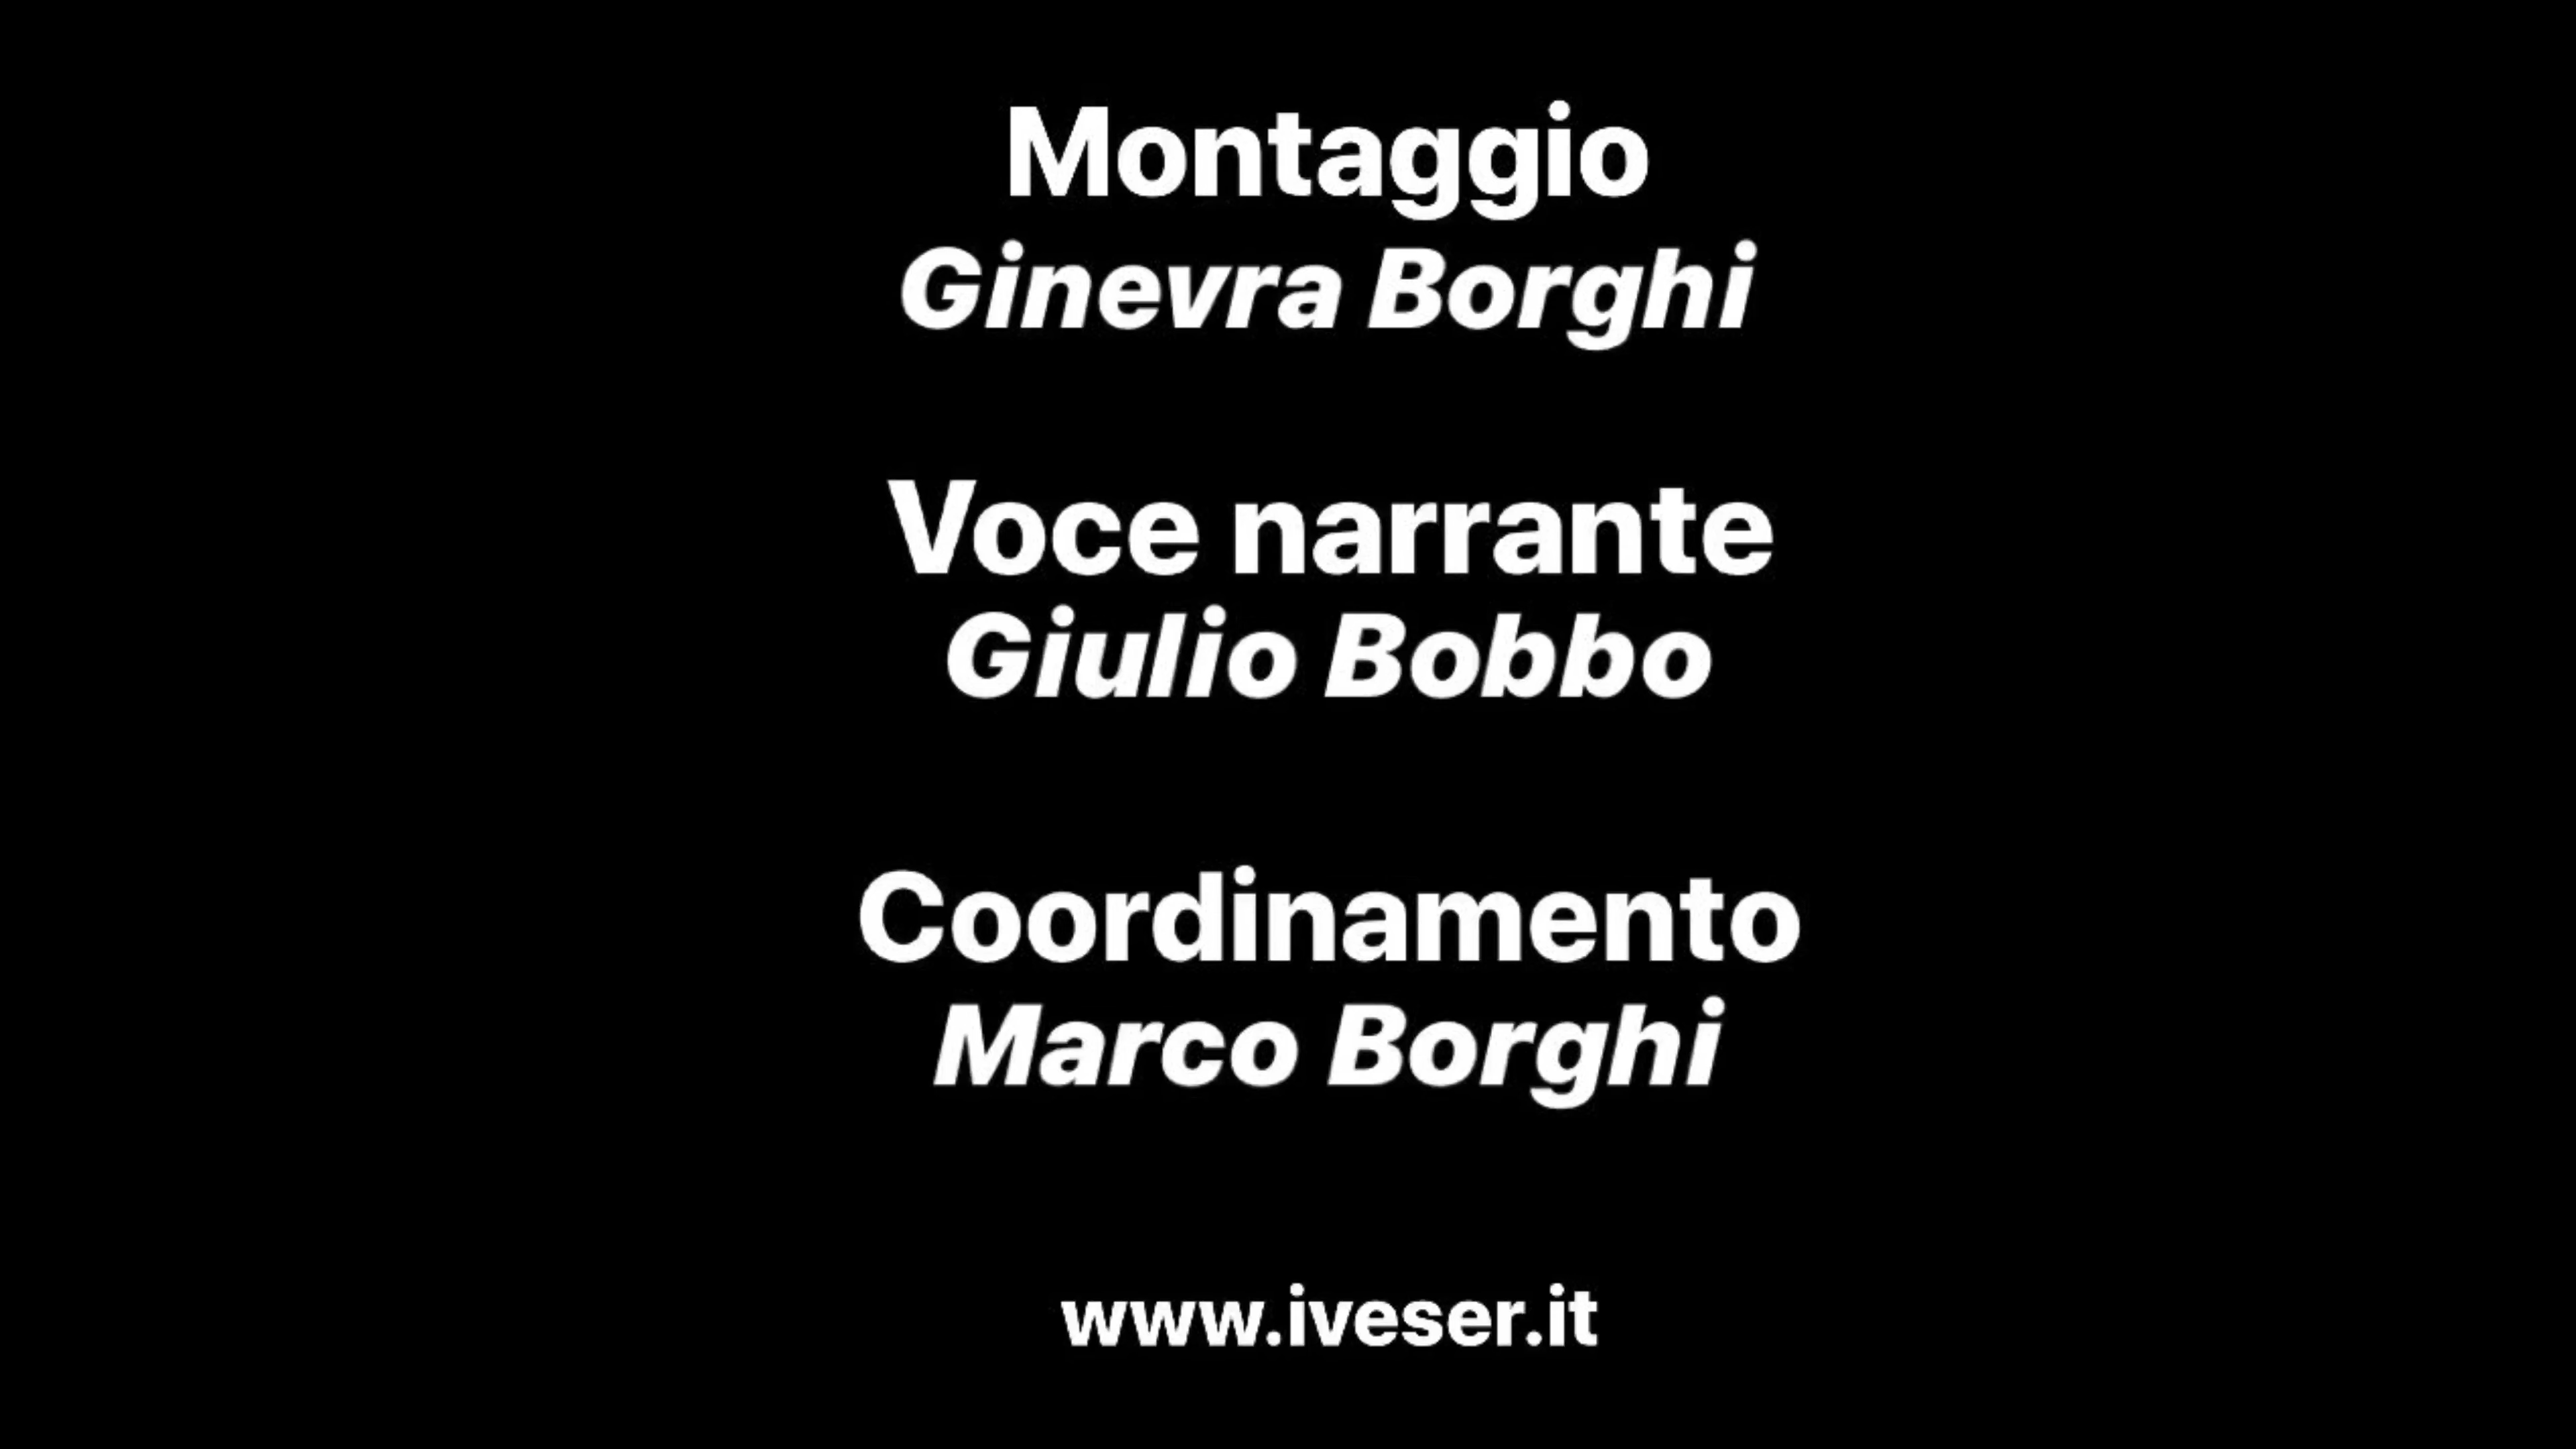 Montaggio
Ginevra Borghi
Voce narrante
Giulio Bobbo
Coordinamento
Marco Borghi
www.iveser.it